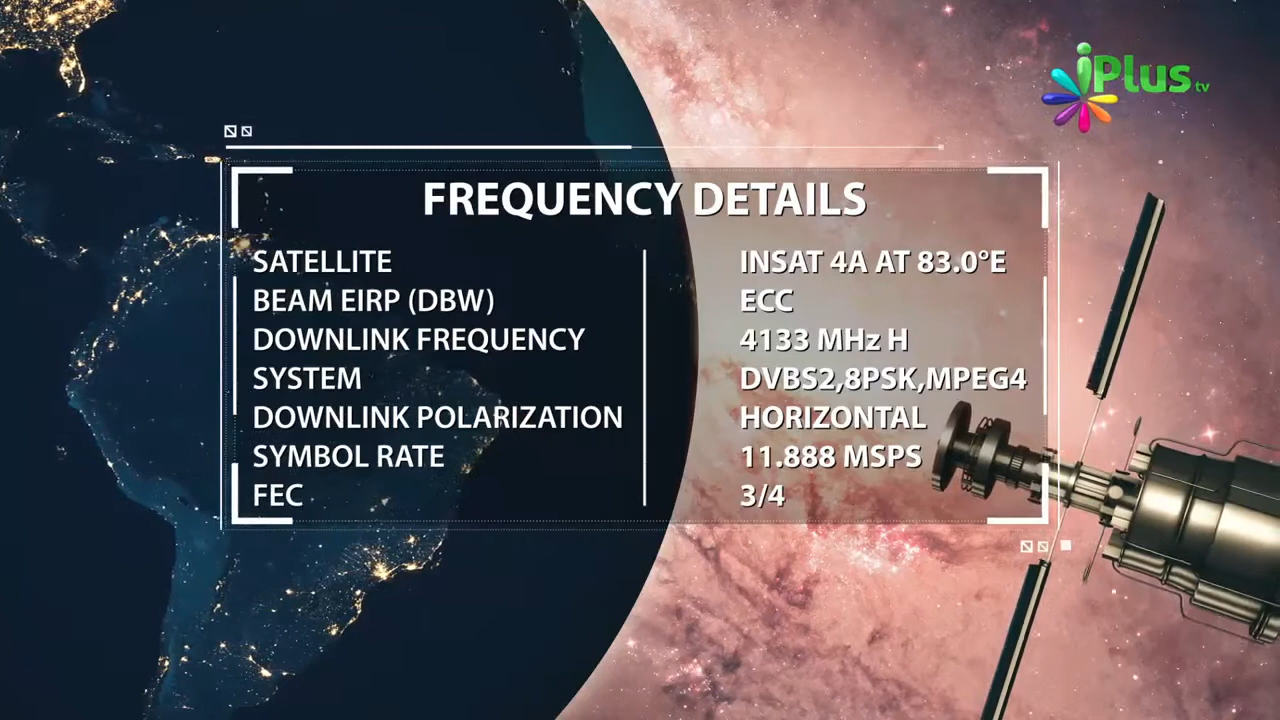 iPlus tv
FREQUENCY DETAILS
SATELLITE INSAT 4A AT 83.0°E
BEAM EIRP (DBW) ECC
DOWNLINK FREQUENCY 4133 MHz H
SYSTEM DVBS2,8PSK,MPEG4
DOWNLINK POLARIZATION HORIZONTAL
SYMBOL RATE 11.888 MSPS
FEC 3/4